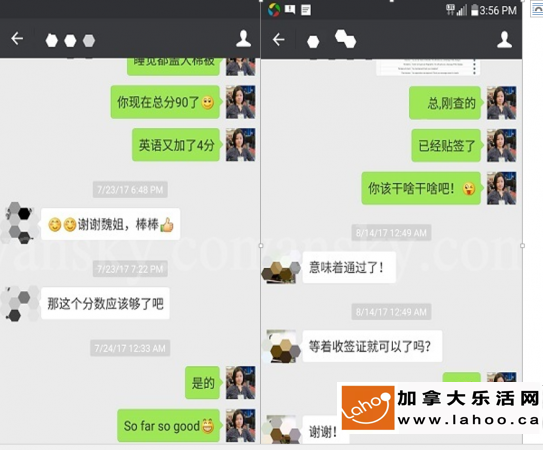 睡觉都盖大棉被
你现在总分90了
英语又加了4分
7/23/17 6:48 PM
谢谢魏姐，棒棒
7/23/17 7:22 PM
那这个分数应该够了吧
7/24/17 12:33 AM
是的
So far so good
3:56 PM
总,刚查的
已经贴签了
你该干啥干啥吧！
8/14/17 12:49 AM
意味着通过了！
8/14/17 12:49 AM
等着收签证就可以了吗?
谢谢！
Lahoo
加拿大乐活网
www.lahoo.ca